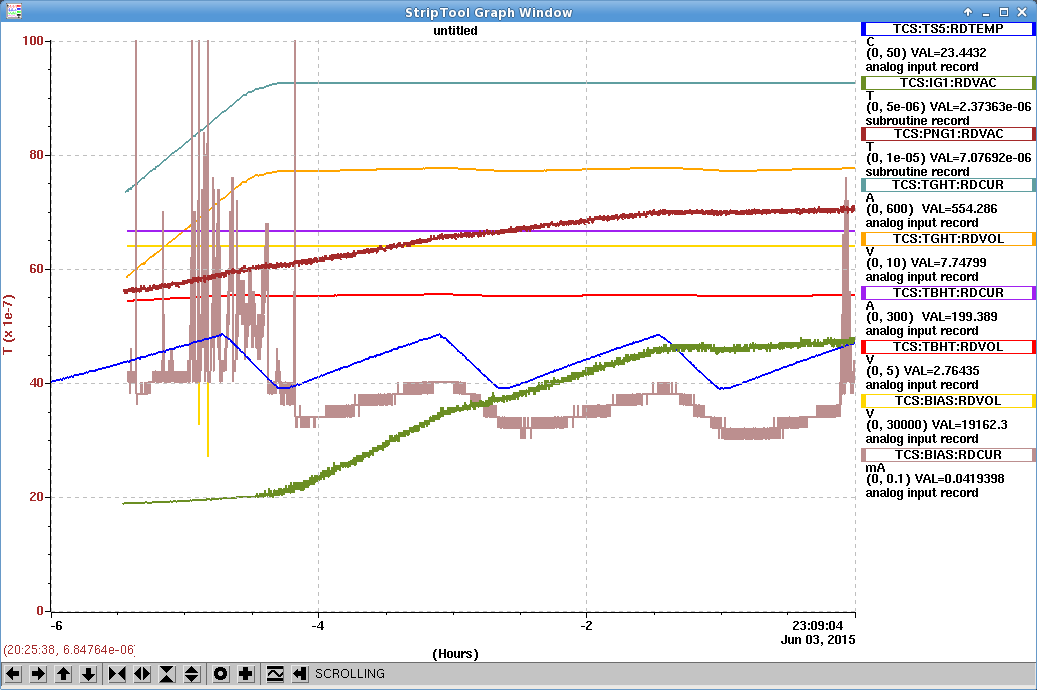 StripTool Graph Window
untitled
100
80
60
40
20
0
T (x 1e-7)
-6
-4
-2
23:09:04
Jun 03, 2015
(20:25:38, 6.84764e-06)
(Hours)
TCS:TS5:RDTEMP
C
(0, 50) VAL=23.4432
analog input record
TCS:IG1:RDVAC
T
(0, 5e-06) VAL=2.37363e-06
subroutine record
TCS:PNG1:RDVAC
T
(0, 1e-05) VAL=7.07692e-06
subroutine record
TCS:TGHT:RDCUR
A
(0, 600) VAL=554.286
analog input record
TCS:TGHT:RDVOL
V
(0, 10) VAL=7.74799
analog input record
TCS:TBHT:RDCUR
A
(0, 300) VAL=199.389
analog input record
TCS:TBHT:RDVOL
V
(0, 5) VAL=2.76435
analog input record
TCS:BIAS:RDVOL
V
(0, 30000) VAL=19162.3
analog input record
TCS:BIAS:RDCUR
mA
(0, 0.1) VAL=0.0419398
analog input record
SCROLLING